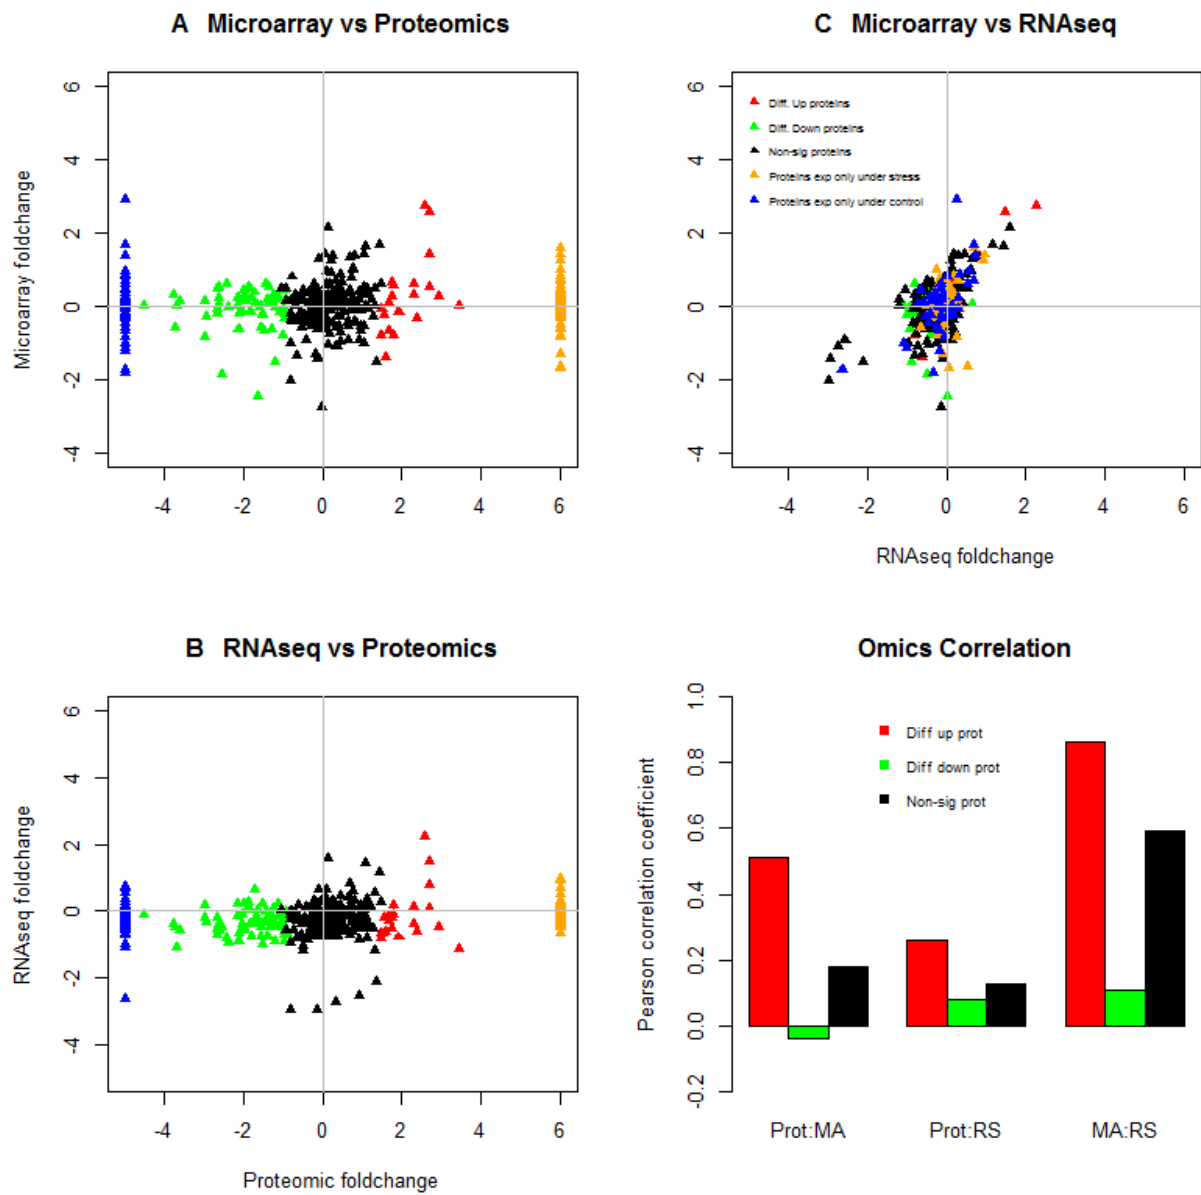 A Microarray vs Proteomics
Microarray foldchange
6
4
2
0
-2
-4
-4 -2 0 2 4 6
C Microarray vs RNAseq
6
4
2
0
-2
-4
Diff. Up proteins
Diff. Down proteins
Non-sig proteins
Proteins exp only under stress
Proteins exp only under control
-4 -2 0 2 4 6
RNAseq foldchange
B RNAseq vs Proteomics
RNAseq foldchange
6
4
2
0
-2
-4
-4 -2 0 2 4 6
Proteomic foldchange
Omics Correlation
Pearson correlation coefficient
1.0
0.8
0.6
0.4
0.2
0.0
-0.2
Diff up prot
Diff down prot
Non-sig prot
Prot:MA Prot:RS MA:RS